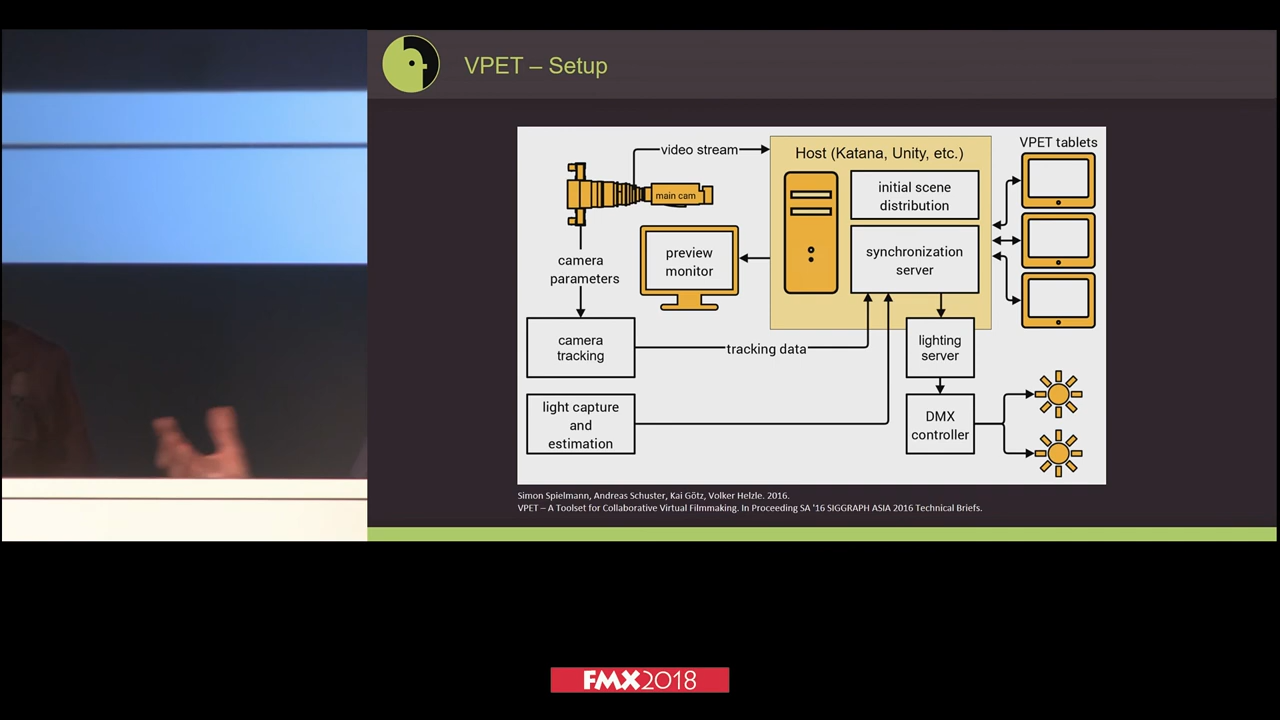 VPET – Setup
video stream
Host (Katana, Unity, etc.)
VPET tablets
main cam
initial scene
distribution
camera
parameters
preview
monitor
synchronization
server
camera
tracking
tracking data
lighting
server
light capture
and
estimation
DMX
controller
Simon Spielmann, Andreas Schuster, Kai Götz, Volker Helzle. 2016.
VPET – A Toolset for Collaborative Virtual Filmmaking. In Proceeding SA '16 SIGGRAPH ASIA 2016 Technical Briefs.
FMX2018